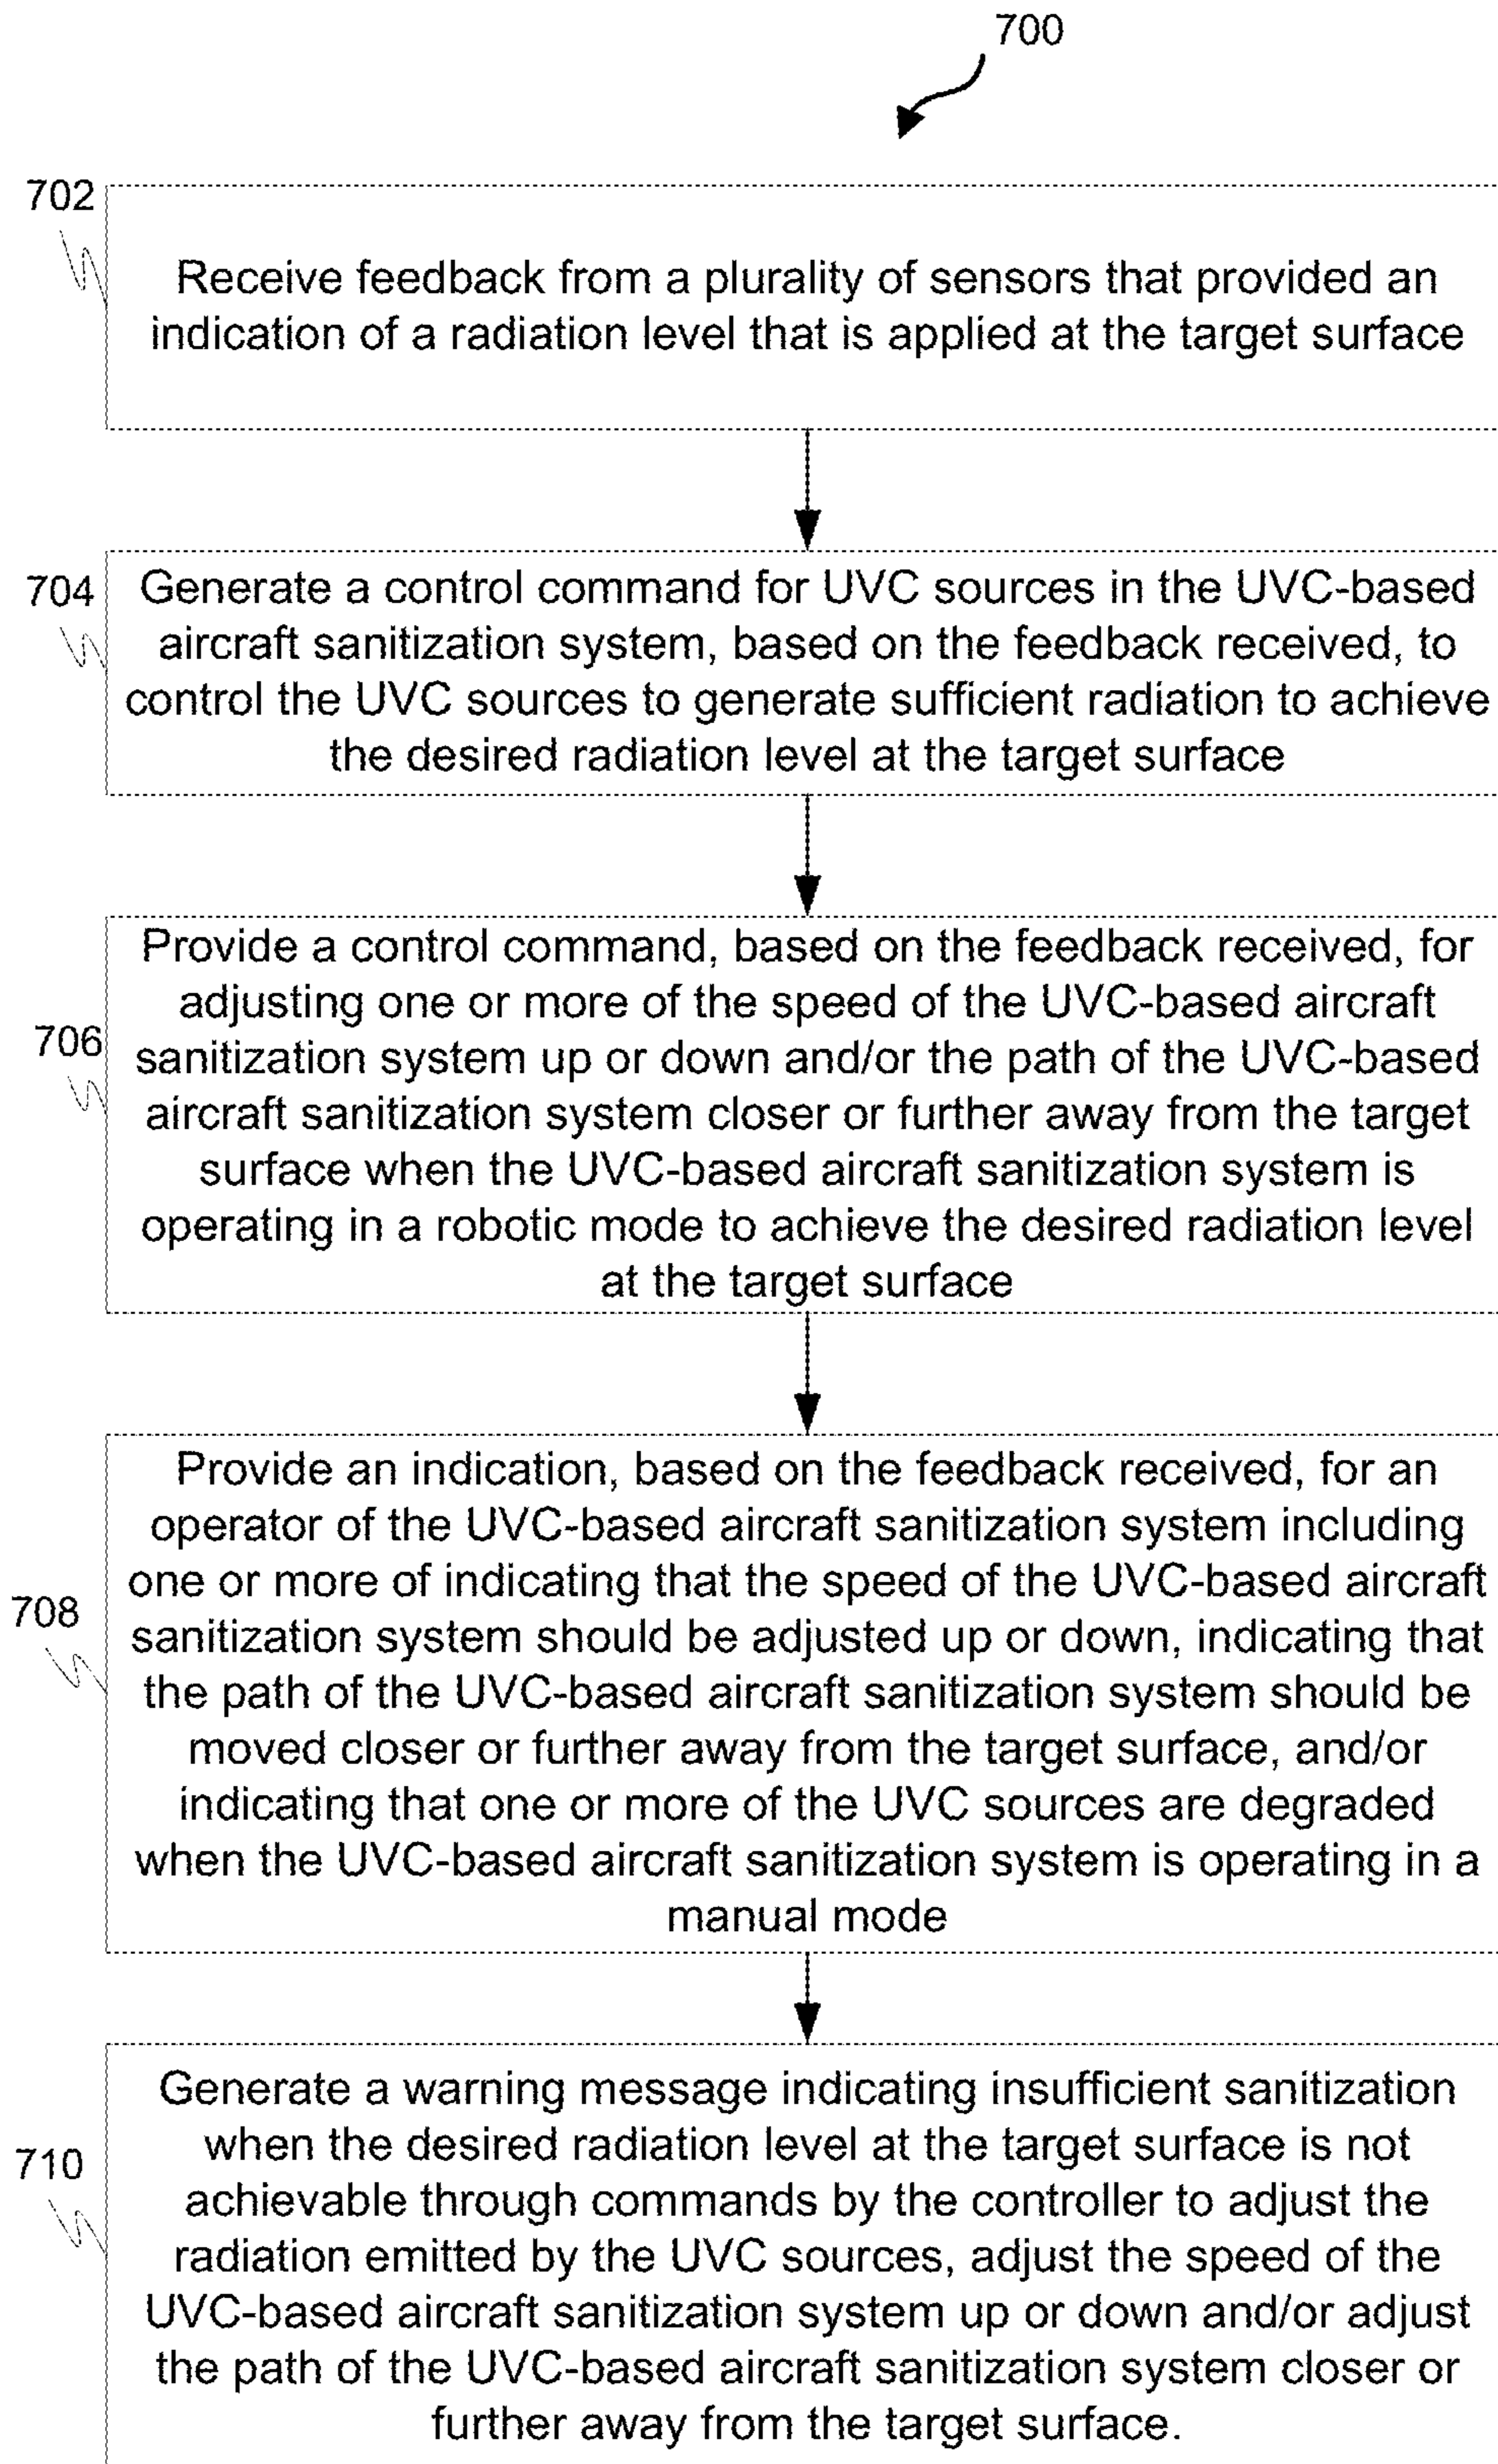 700
702
Receive feedback from a plurality of sensors that provided an
indication of a radiation level that is applied at the target surface
704
Generate a control command for UVC sources in the UVC-based
aircraft sanitization system, based on the feedback received, to
control the UVC sources to generate sufficient radiation to achieve
the desired radiation level at the target surface
706
Provide a control command, based on the feedback received, for
adjusting one or more of the speed of the UVC-based aircraft
sanitization system up or down and/or the path of the UVC-based
aircraft sanitization system closer or further away from the target
surface when the UVC-based aircraft sanitization system is
operating in a robotic mode to achieve the desired radiation level
at the target surface
708
Provide an indication, based on the feedback received, for an
operator of the UVC-based aircraft sanitization system including
one or more of indicating that the speed of the UVC-based aircraft
sanitization system should be adjusted up or down, indicating that
the path of the UVC-based aircraft sanitization system should be
moved closer or further away from the target surface, and/or
indicating that one or more of the UVC sources are degraded
when the UVC-based aircraft sanitization system is operating in a
manual mode
710
Generate a warning message indicating insufficient sanitization
when the desired radiation level at the target surface is not
achievable through commands by the controller to adjust the
radiation emitted by the UVC sources, adjust the speed of the
UVC-based aircraft sanitization system up or down and/or adjust
the path of the UVC-based aircraft sanitization system closer or
further away from the target surface.